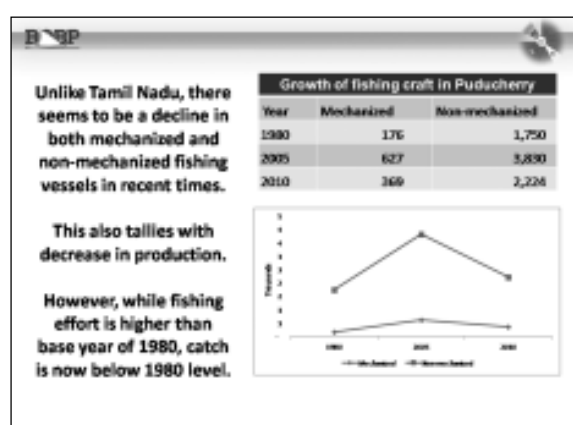 Unlike Tamil Nadu, there
seems to be a decline in
both mechanized and
non-mechanized fishing
vessels in recent times.
This also tallies with
decrease in production.
However, while fishing
effort is higher than
base year of 1980, catch
is now below 1980 level.
Growth of fishing craft in Puducherry
Year Mechanized Non-mechanized
1980 176 1,750
2005 627 3,830
2010 369 2,224
Thousands
1980 2005 2010
Mechanized Non-mechanized